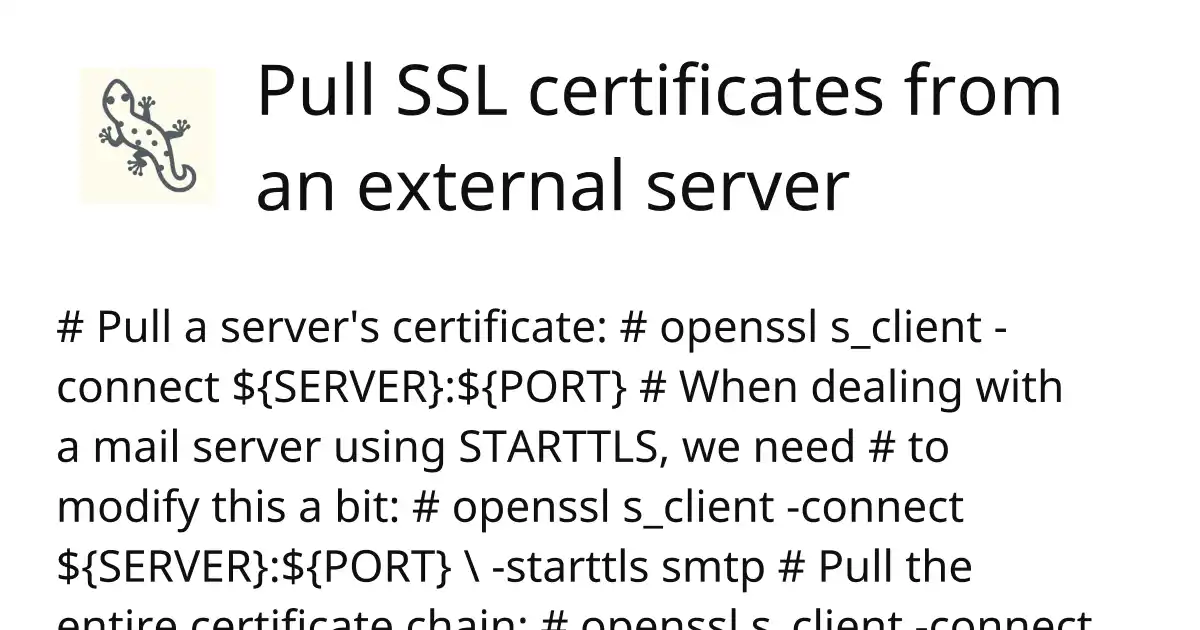 Pull SSL certificates from
an external server
# Pull a server's certificate: # openssl s_client -
connect ${SERVER}:${PORT} # When dealing with
a mail server using STARTTLS, we need # to
modify this a bit: # openssl s_client -connect
${SERVER}:${PORT} \ -starttls smtp # Pull the
entire certificate chain: # openssl s_client -connect